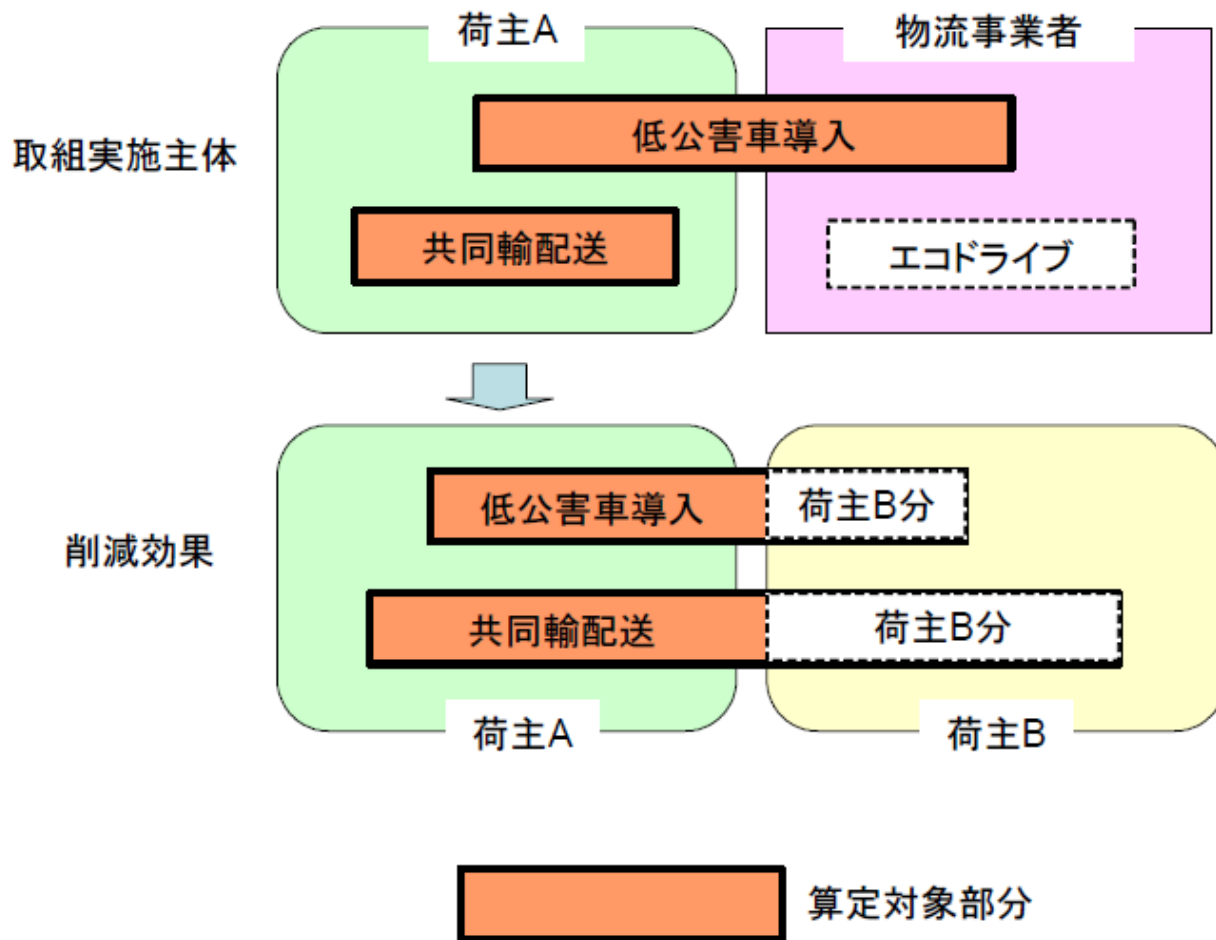 荷主A
物流事業者
取組実施主体
低公害車導入
共同輸配送
エコドライブ
削減効果
低公害車導入
荷主B分
共同輸配送
荷主B分
荷主A
荷主B
算定対象部分